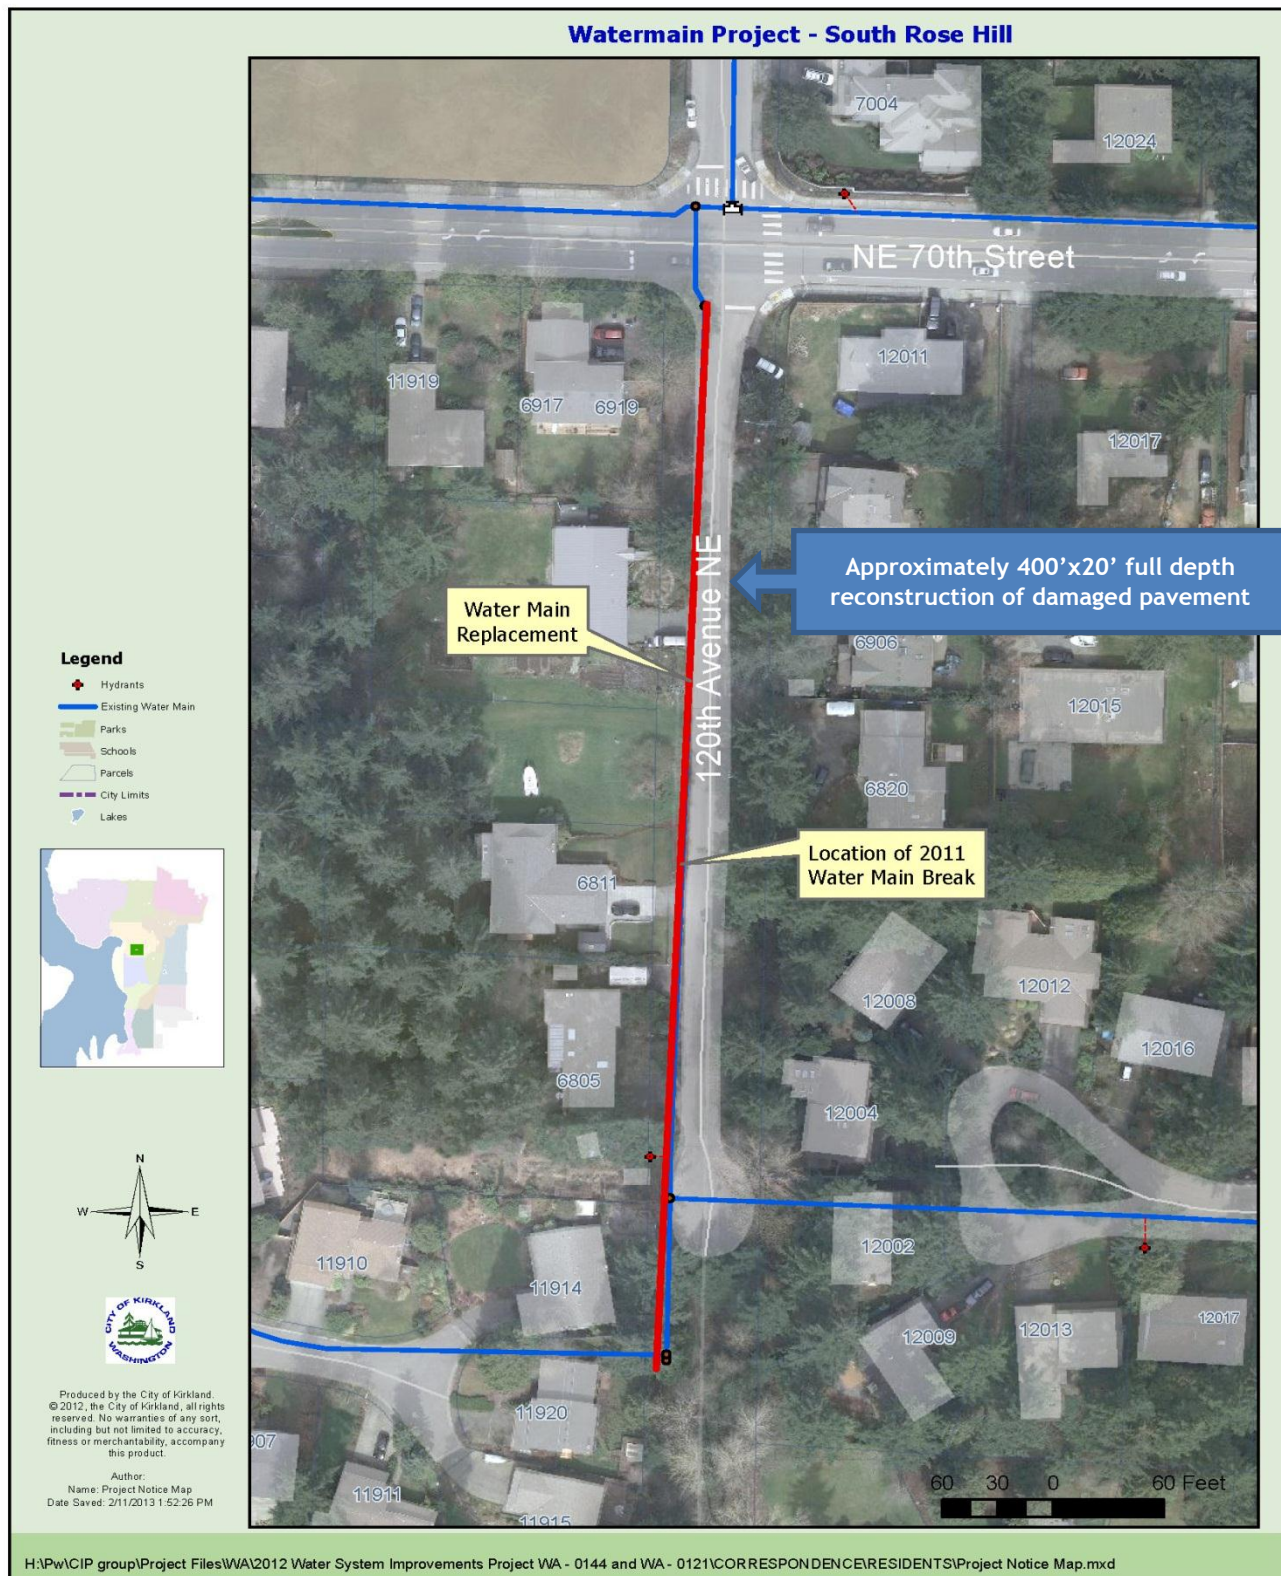 Watermain Project - South Rose Hill
7004
12024
NE 70th Street
12011
11919
6917
6919
12017
Approximately 400’x20’ full depth
reconstruction of damaged pavement
Water Main
Replacement
120th Avenue NE
6906
12015
6820
Location of 2011
Water Main Break
6811
12008
12012
12016
6805
12004
11910
11914
12002
12009
12013
12017
11920
907
11911
11915
60 30 0 60 Feet
Legend
Hydrants
Existing Water Main
Parks
Schools
Parcels
City Limits
Lakes
N
W E
S
CITY OF KIRKLAND
WASHINGTON
Produced by the City of Kirkland.
© 2012, the City of Kirkland, all rights
reserved. No warranties of any sort,
including but not limited to accuracy,
fitness or merchantability, accompany
this product.
Author:
Name: Project Notice Map
Date Saved: 2/11/2013 1:52:26 PM
H:\Pw\CIP group\Project Files\WA\2012 Water System Improvements Project WA - 0144 and WA - 0121\CORRESPONDENCE\RESIDENTS\Project Notice Map.mxd